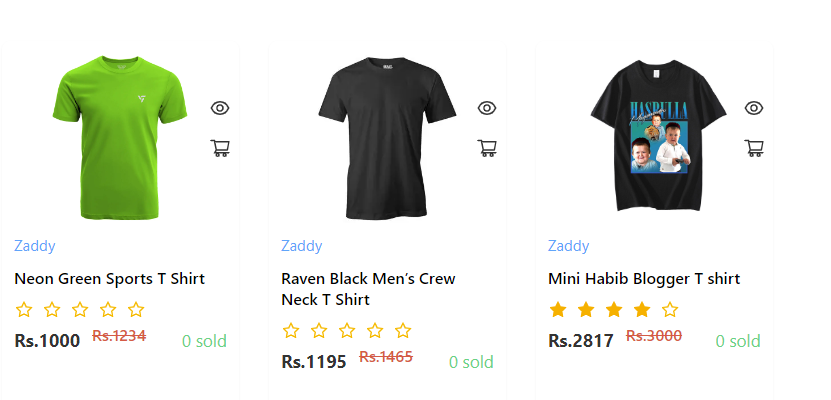 HASBULLA
Zaddy
Neon Green Sports T Shirt
Rs.1000 Rs.1234 0 sold
Zaddy
Raven Black Men’s Crew
Neck T Shirt
Rs.1195 Rs.1465 0 sold
Zaddy
Mini Habib Blogger T shirt
Rs.2817 Rs.3000 0 sold